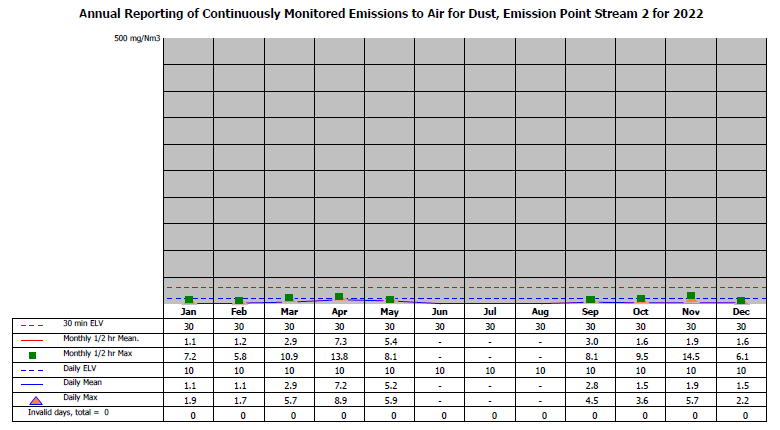 Annual Reporting of Continuously Monitored Emissions to Air for Dust, Emission Point Stream 2 for 2022
500 mg/Nm3
Jan Feb Mar Apr May Jun Jul Aug Sep Oct Nov Dec
30 min ELV 30 30 30 30 30 30 30 30 30 30 30 30
Monthly 1/2 hr Mean. 1.1 1.2 2.9 7.3 5.4 - - - 3.0 1.6 1.9 1.6
Monthly 1/2 hr Max 7.2 5.8 10.9 13.8 8.1 - - - 8.1 9.5 14.5 6.1
Daily ELV 10 10 10 10 10 10 10 10 10 10 10 10
Daily Mean 1.1 1.1 2.9 7.2 5.2 - - - 2.8 1.5 1.9 1.5
Daily Max 1.9 1.7 5.7 8.9 5.9 - - - 4.5 3.6 5.7 2.2
Invalid days, total = 0 0 0 0 0 0 0 0 0 0 0 0 0